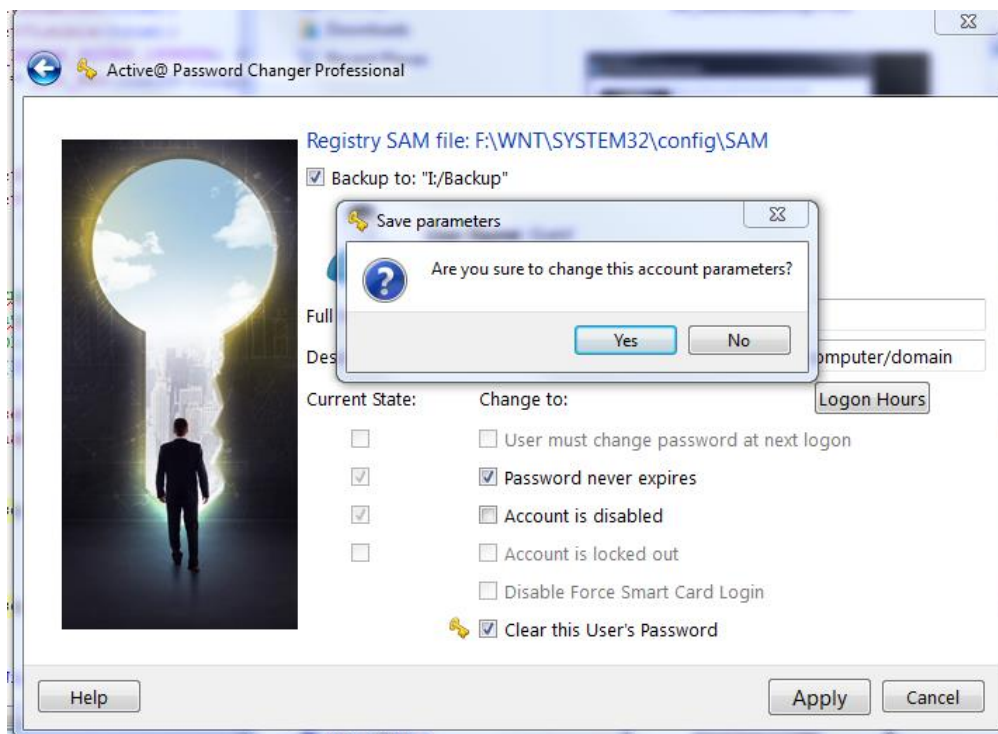 Active@ Password Changer Professional
Registry SAM file: F:\WNT\SYSTEM32\config\SAM
Backup to: "I:/Backup"
Save parameters
Are you sure to change this account parameters?
Yes No
Full
Des omputer/domain
Current State: Change to: Logon Hours
User must change password at next logon
Password never expires
Account is disabled
Account is locked out
Disable Force Smart Card Login
Clear this User's Password
Help Apply Cancel